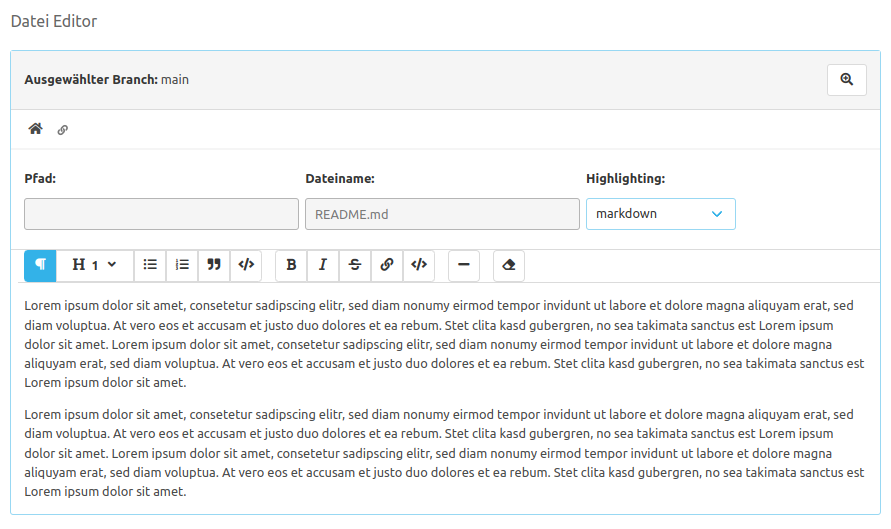 Datei Editor
Ausgewählter Branch: main
Pfad: Dateiname: Highlighting:
README.md markdown
H 1 B I S
Lorem ipsum dolor sit amet, consetetur sadipscing elitr, sed diam nonumy eirmod tempor invidunt ut labore et dolore magna aliquyam erat, sed
diam voluptua. At vero eos et accusam et justo duo dolores et ea rebum. Stet clita kasd gubergren, no sea takimata sanctus est Lorem ipsum
dolor sit amet. Lorem ipsum dolor sit amet, consetetur sadipscing elitr, sed diam nonumy eirmod tempor invidunt ut labore et dolore magna
aliquyam erat, sed diam voluptua. At vero eos et accusam et justo duo dolores et ea rebum. Stet clita kasd gubergren, no sea takimata sanctus est
Lorem ipsum dolor sit amet.
Lorem ipsum dolor sit amet, consetetur sadipscing elitr, sed diam nonumy eirmod tempor invidunt ut labore et dolore magna aliquyam erat, sed
diam voluptua. At vero eos et accusam et justo duo dolores et ea rebum. Stet clita kasd gubergren, no sea takimata sanctus est Lorem ipsum
dolor sit amet. Lorem ipsum dolor sit amet, consetetur sadipscing elitr, sed diam nonumy eirmod tempor invidunt ut labore et dolore magna
aliquyam erat, sed diam voluptua. At vero eos et accusam et justo duo dolores et ea rebum. Stet clita kasd gubergren, no sea takimata sanctus est
Lorem ipsum dolor sit amet.